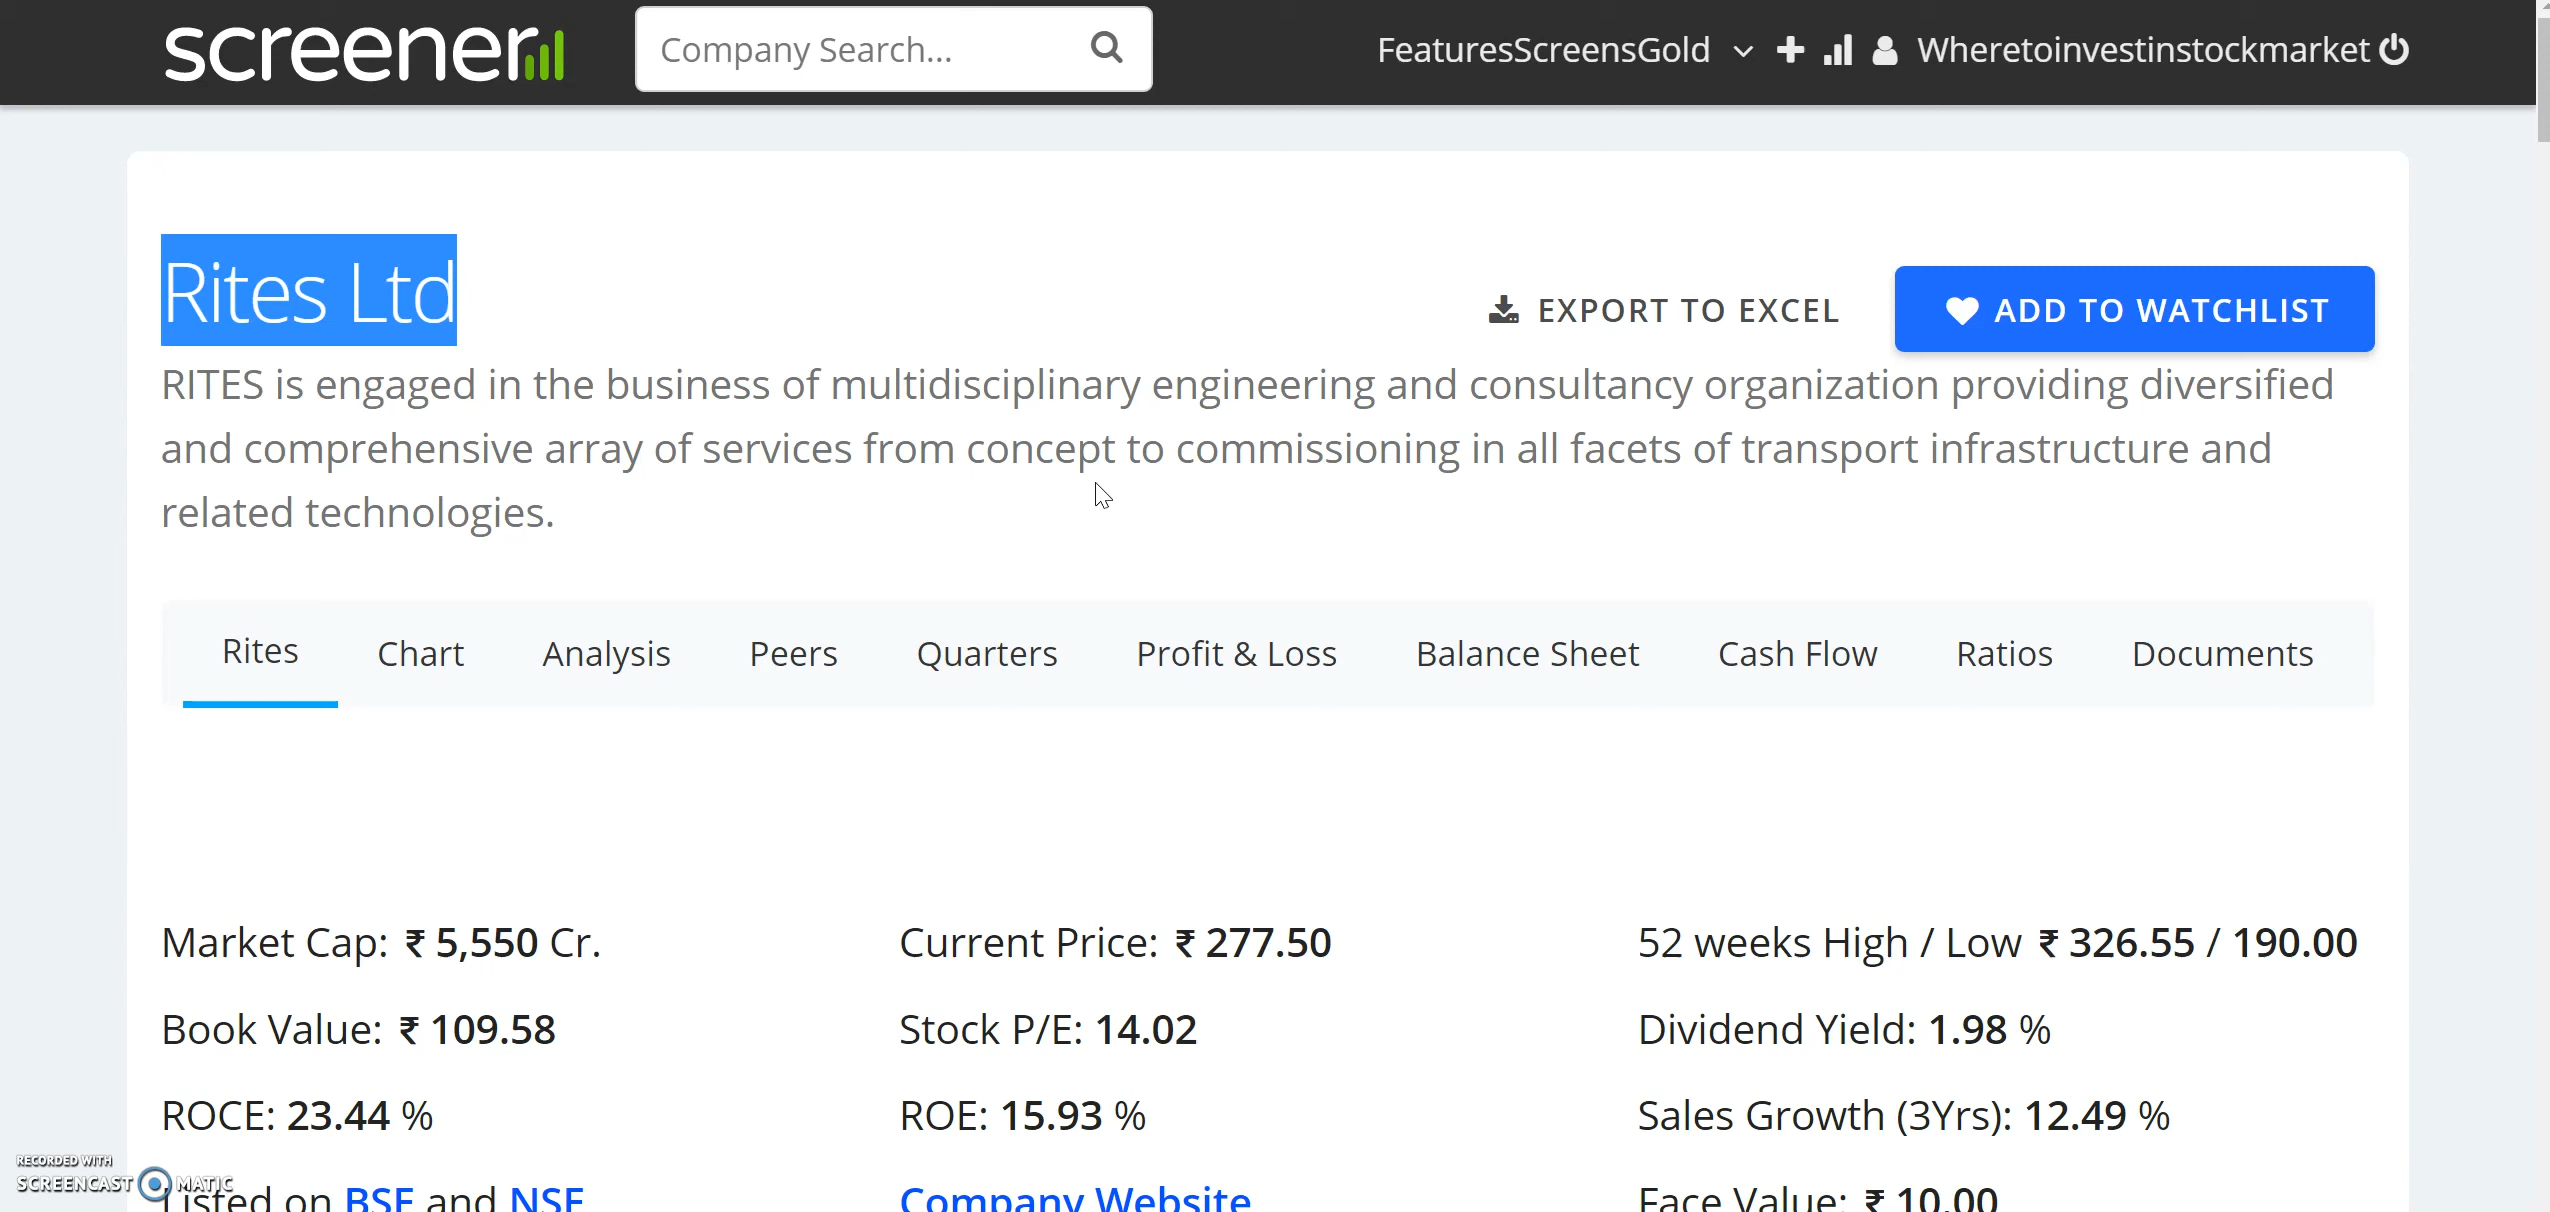 screener
Company Search...
FeaturesScreensGold
Wheretoinvestinstockmarket
Rites Ltd
EXPORT TO EXCEL
ADD TO WATCHLIST
RITES is engaged in the business of multidisciplinary engineering and consultancy organization providing diversified
and comprehensive array of services from concept to commissioning in all facets of transport infrastructure and
related technologies.
Rites Chart Analysis Peers Quarters Profit & Loss Balance Sheet Cash Flow Ratios Documents
Market Cap: ₹ 5,550 Cr. Current Price: ₹ 277.50 52 weeks High / Low ₹ 326.55 / 190.00
Book Value: ₹ 109.58 Stock P/E: 14.02 Dividend Yield: 1.98 %
ROCE: 23.44 % ROE: 15.93 % Sales Growth (3Yrs): 12.49 %
Listed on BSE and NSE Company Website Face Value: ₹ 10.00
RECORDED WITH
SCREENCAST MATIC